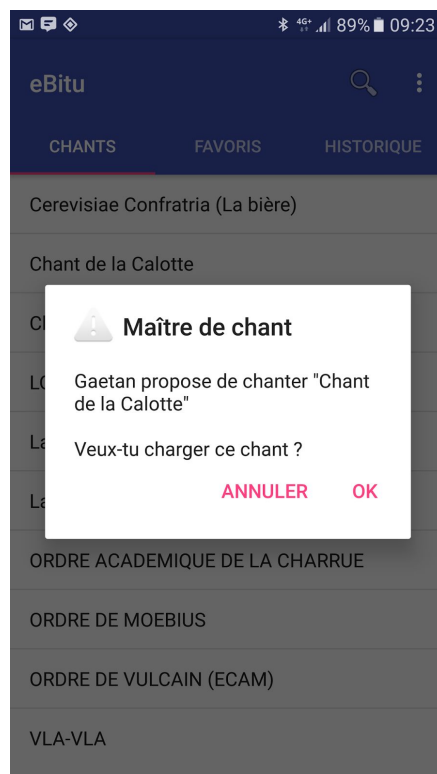 4G+ 89% 09:23
eBitu
CHANTS FAVORIS HISTORIQUE
Cerevisiae Confratria (La bière)
Chant de la Calotte
Maître de chant
Gaetan propose de chanter "Chant
de la Calotte"
Veux-tu charger ce chant ?
ANNULER OK
ORDRE ACADEMIQUE DE LA CHARRUE
ORDRE DE MOEBIUS
ORDRE DE VULCAIN (ECAM)
VLA-VLA